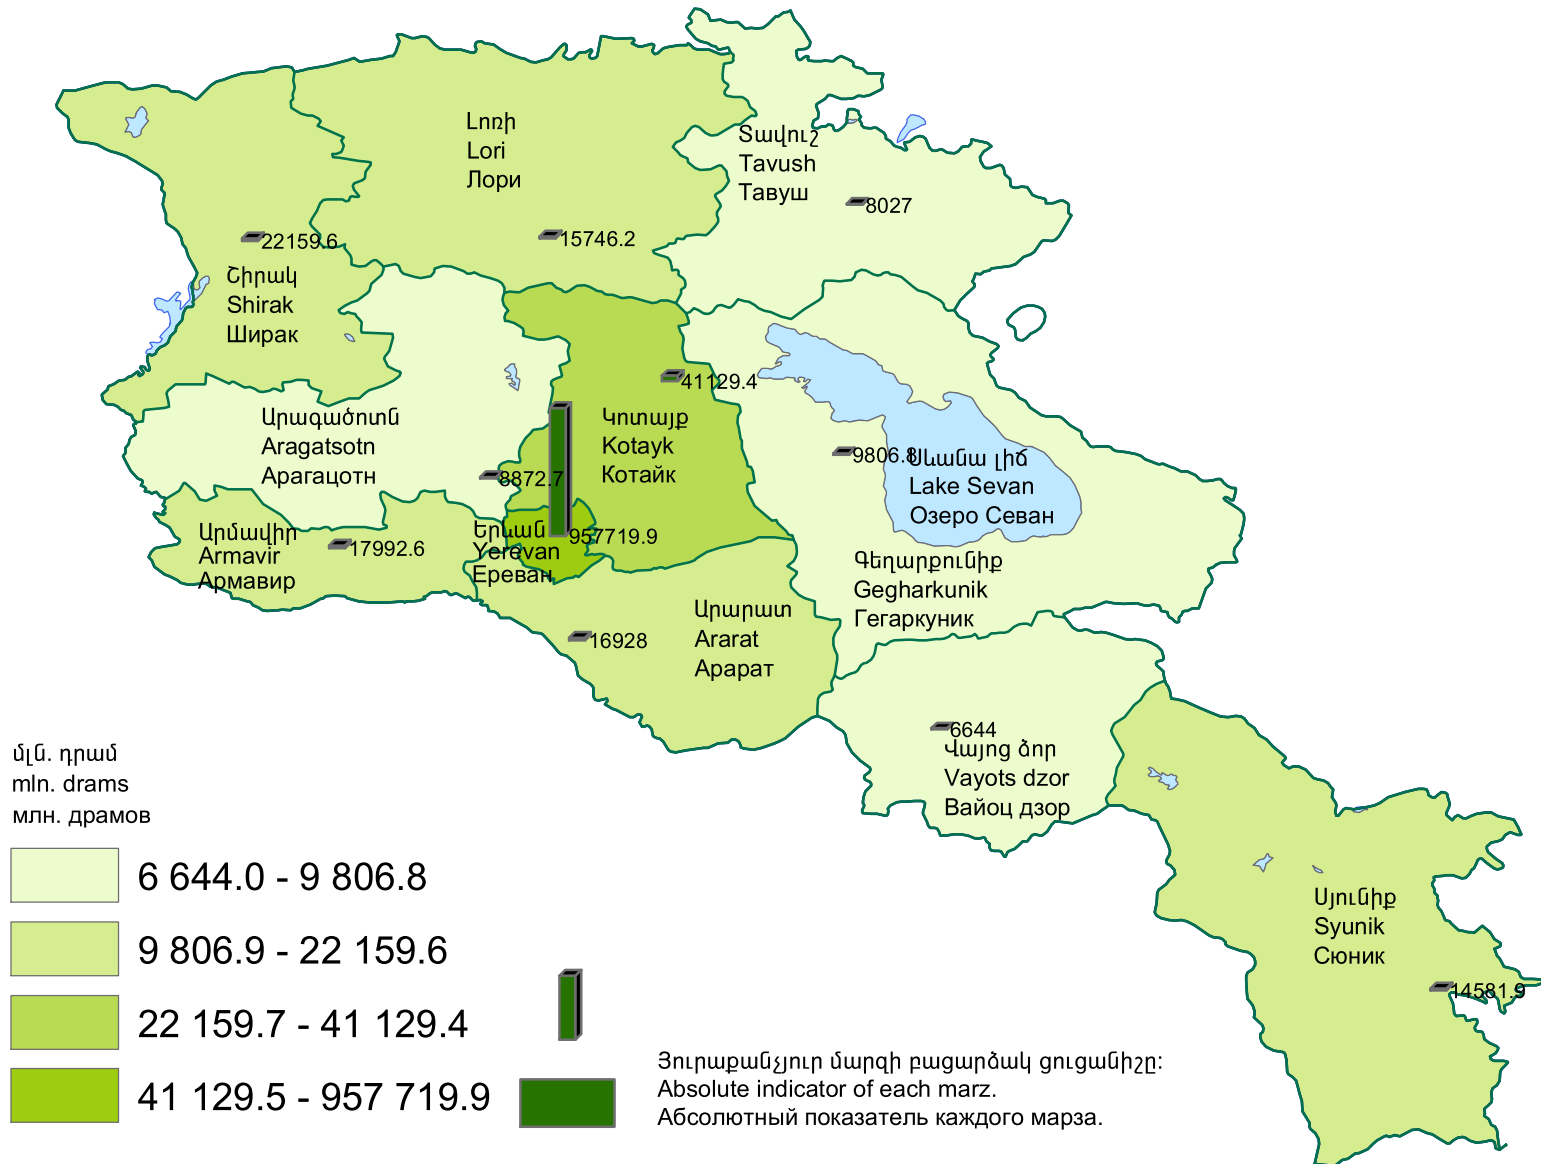 Լոռի
Lori
Лори
Տավուշ
Tavush
Тавуш
8027
22159.6
15746.2
Շիրակ
Shirak
Ширак
41129.4
Արագածոտն
Aragatsotn
Арагацотн
Կոտայք
Kotayk
Котайк
8872.7
9806.8
Սևանա լիճ
Lake Sevan
Озеро Севан
Արմավիր
Armavir
Армавир
17992.6
Երևան
Yerevan
Ереван
957719.9
Գեղարքունիք
Gegharkunik
Гегаркуник
Արարատ
Ararat
Арарат
16928
6644
Վայոց ձոր
Vayots dzor
Вайоц дзор
Սյունիք
Syunik
Сюник
14581.9
մլն. դրամ
mln. drams
млн. драмов
6 644.0 - 9 806.8
9 806.9 - 22 159.6
22 159.7 - 41 129.4
41 129.5 - 957 719.9
Յուրաքանչյուր մարզի բացարձակ ցուցանիշը:
Absolute indicator of each marz.
Абсолютный показатель каждого марза.